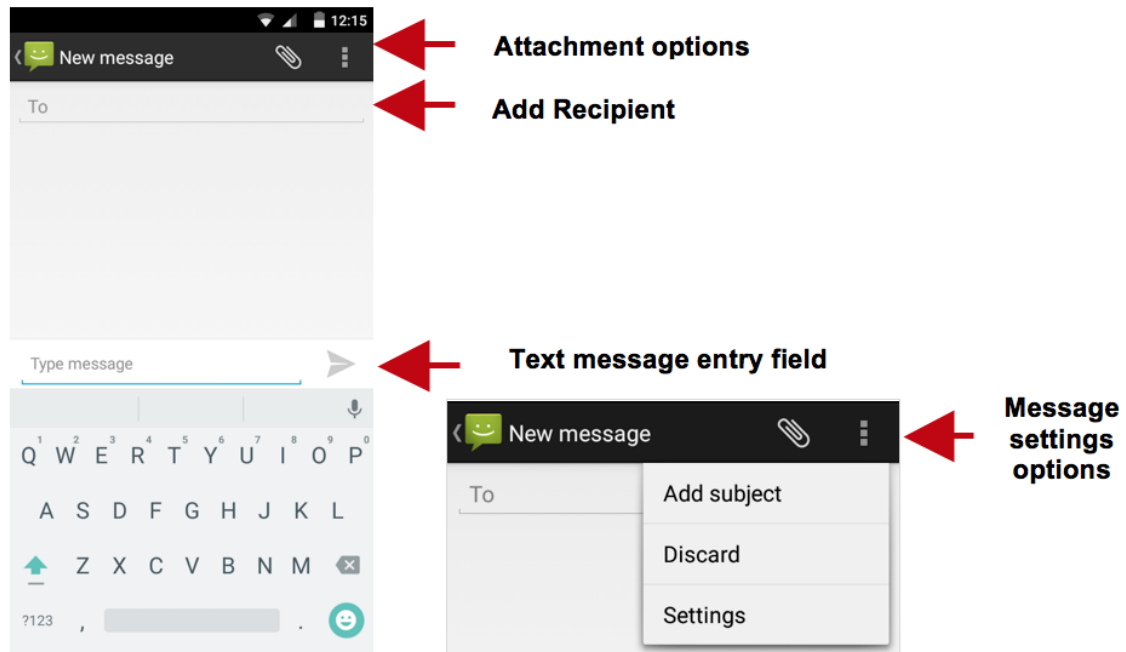 12:15
New message
Attachment options
To
Add Recipient
Type message
Text message entry field
1 2 3 4 5 6 7 8 9 0
Q W E R T Y U I O P
A S D F G H J K L
Z X C V B N M
?123 , .
New message
Message
settings
options
To
Add subject
Discard
Settings